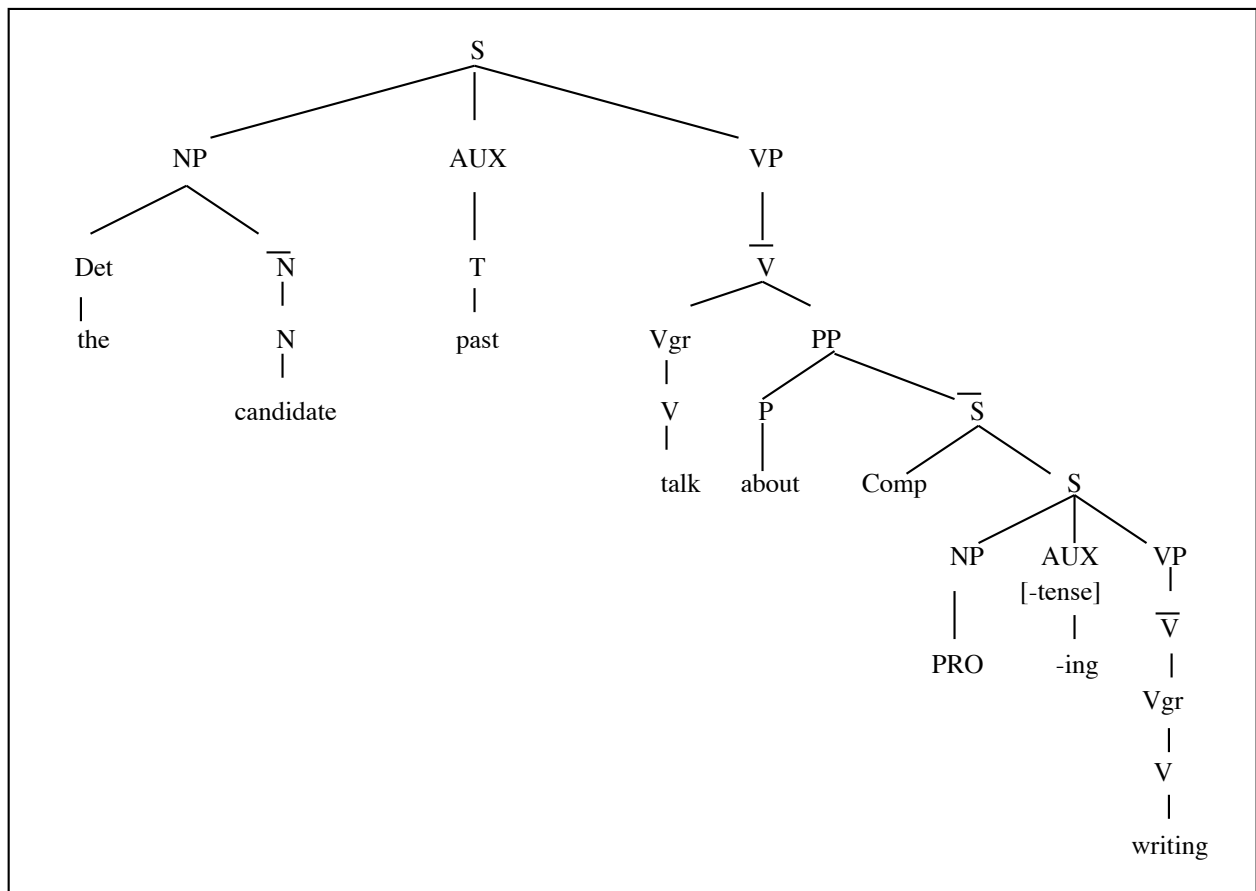 S
NP AUX VP
Det N̅ T V̅
the N past Vgr PP
candidate V P S̅
talk about Comp S
NP AUX VP
[-tense]
V̅
PRO -ing
Vgr
V
writing